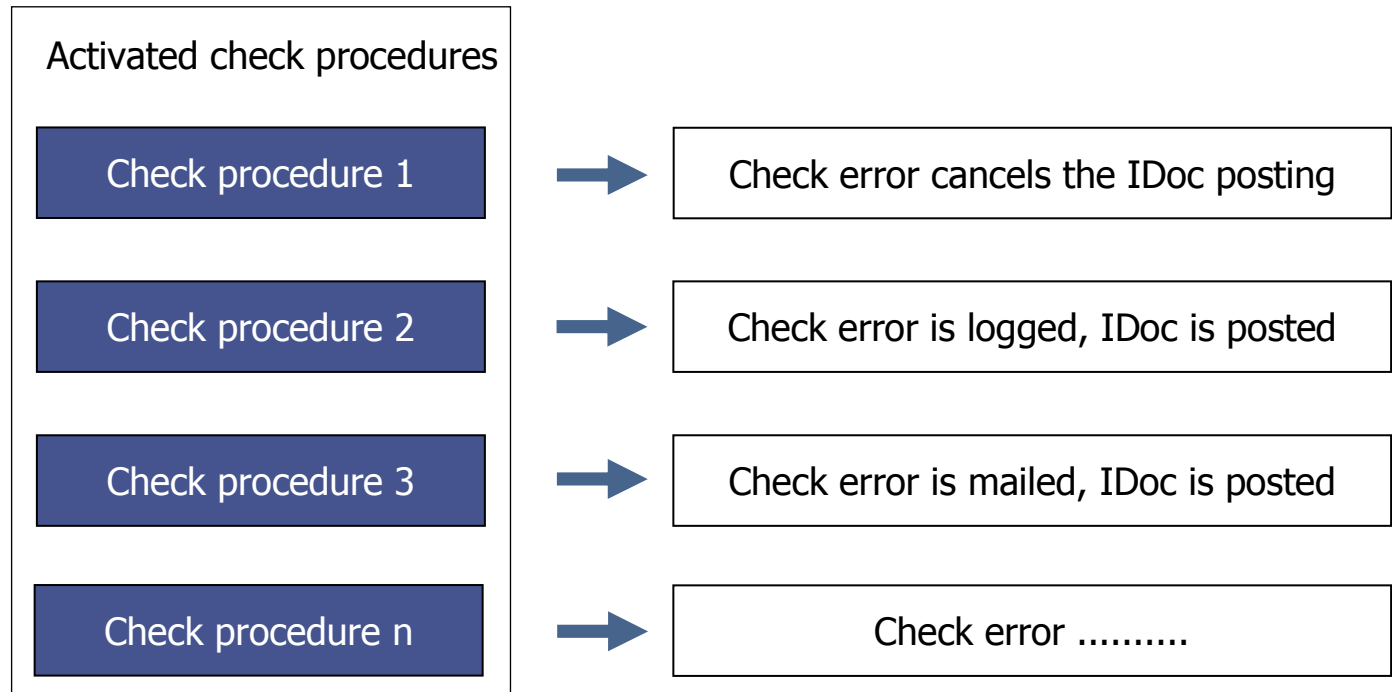 Activated check procedures
Check procedure 1
Check error cancels the IDoc posting
Check procedure 2
Check error is logged, IDoc is posted
Check procedure 3
Check error is mailed, IDoc is posted
Check procedure n
Check error ..........